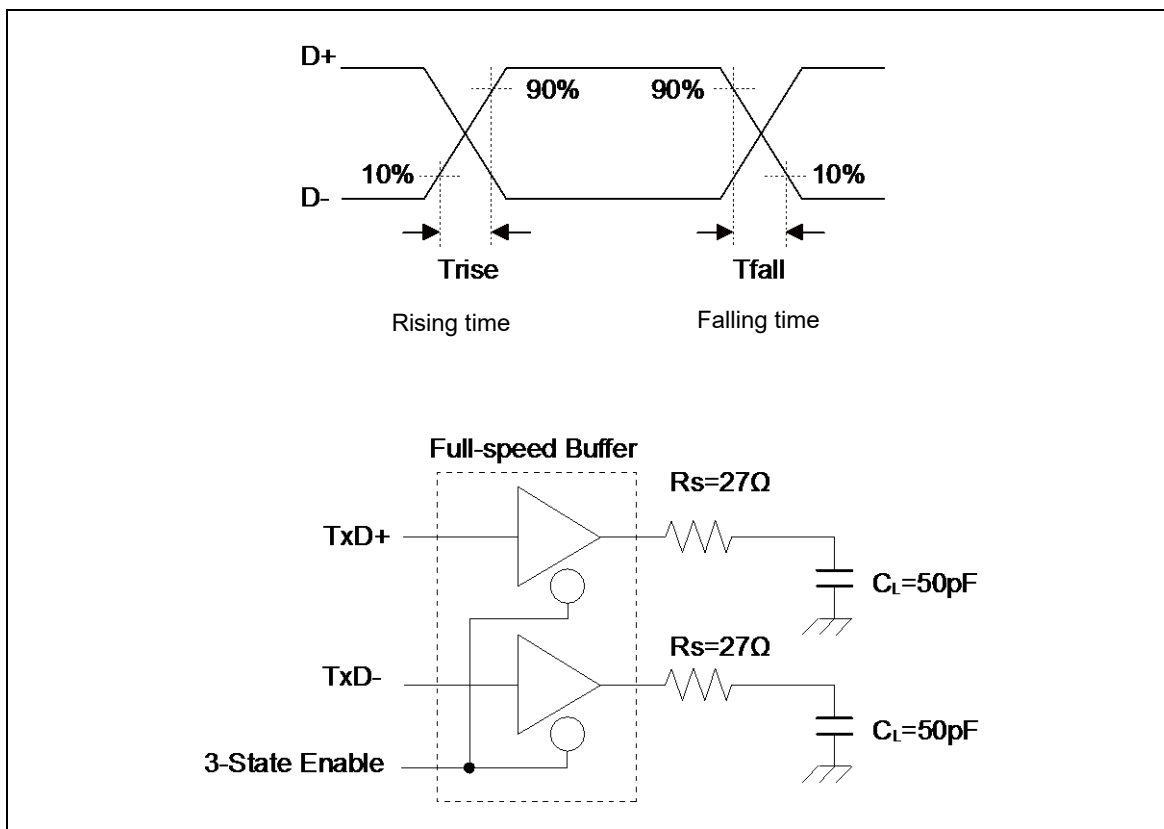 D+
90%
90%
10%
10%
D-
Trise
Tfall
Rising time
Falling time
Full-speed Buffer
Rs=27Ω
TxD+
CL=50pF
Rs=27Ω
TxD-
CL=50pF
3-State Enable